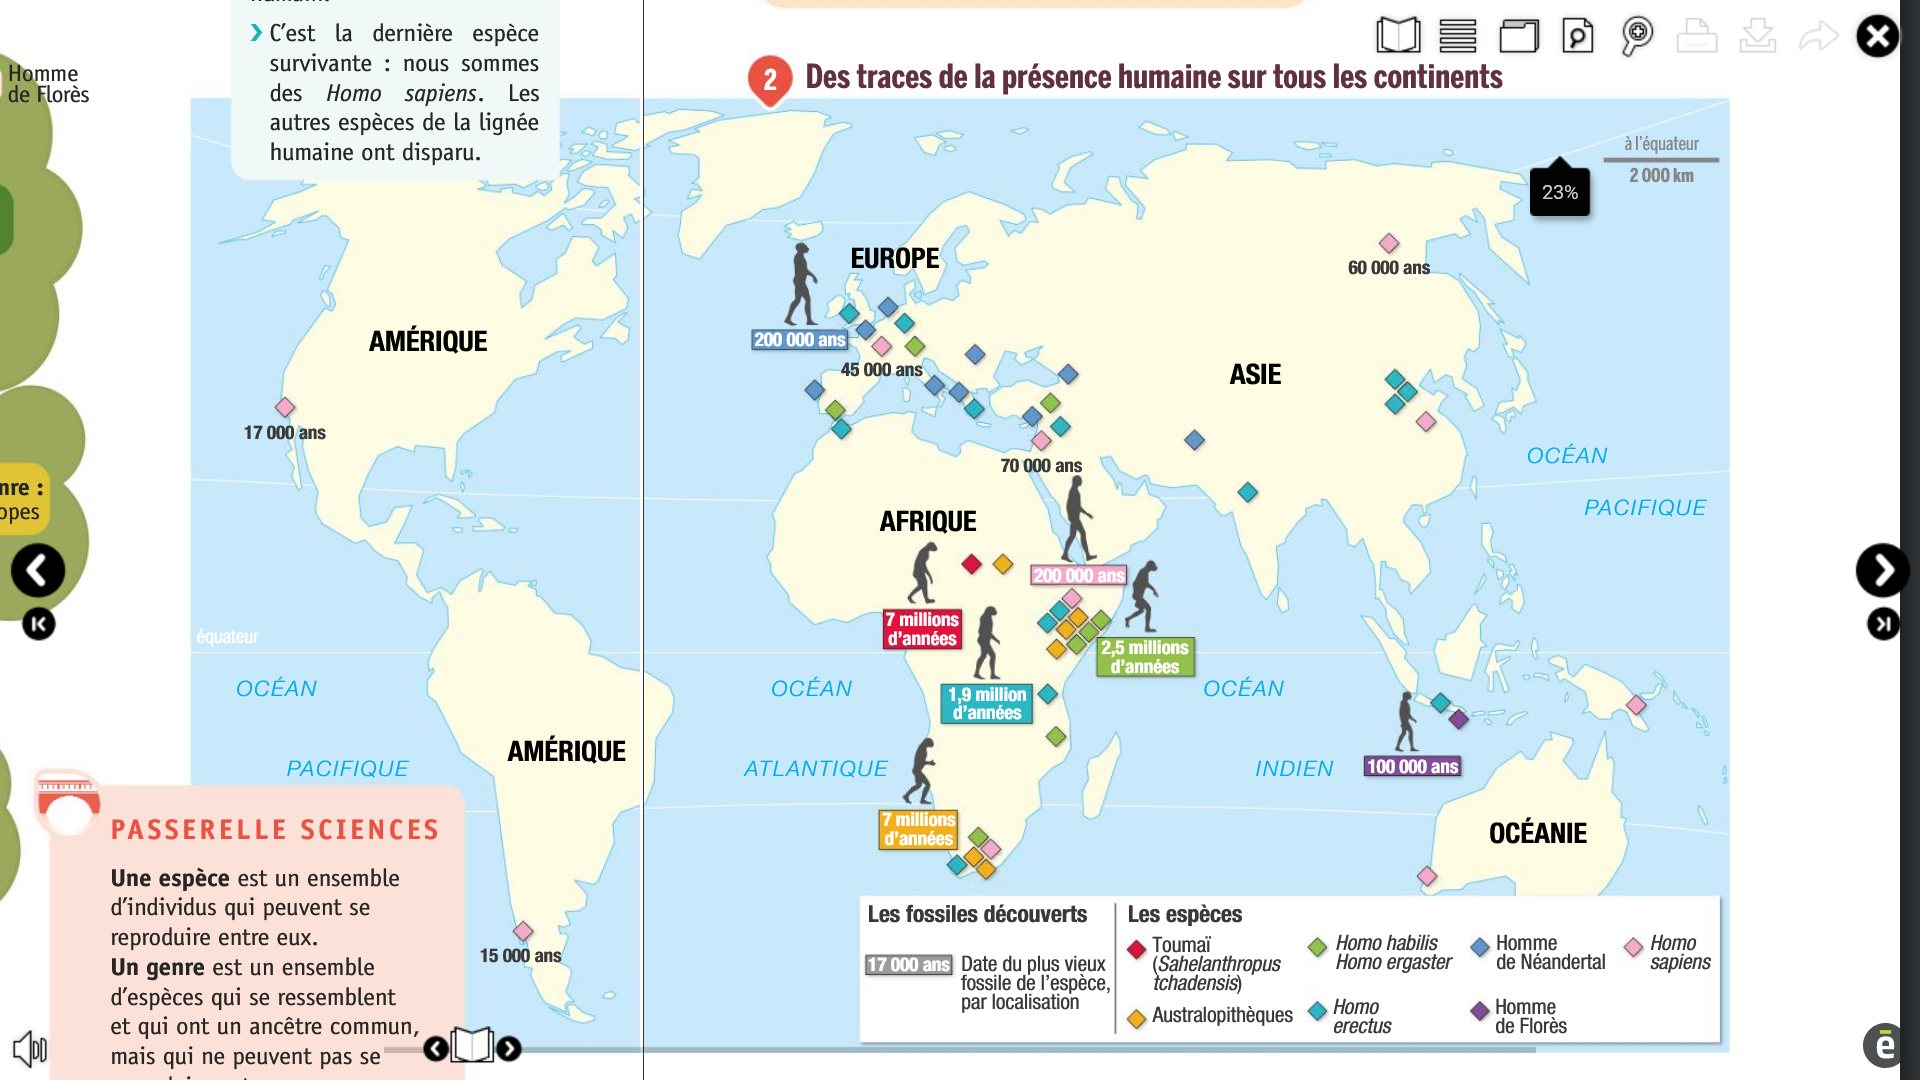 C'est la dernière espèce
survivante : nous sommes
des Homo sapiens. Les
autres espèces de la lignée
humaine ont disparu.
Homme
de Florès
nre :
opes
2
Des traces de la présence humaine sur tous les continents
à l'équateur
2 000 km
23%
EUROPE
60 000 ans
200 000 ans
AMÉRIQUE
45 000 ans
ASIE
17 000 ans
70 000 ans
OCÉAN
PACIFIQUE
AFRIQUE
200 000 ans
7 millions
d'années
2,5 millions
d'années
équateur
OCÉAN
PACIFIQUE
OCÉAN
ATLANTIQUE
1,9 million
d'années
OCÉAN
INDIEN
AMÉRIQUE
100 000 ans
7 millions
d'années
OCÉANIE
15 000 ans
PASSERELLE SCIENCES
Une espèce est un ensemble
d'individus qui peuvent se
reproduire entre eux.
Un genre est un ensemble
d'espèces qui se ressemblent
et qui ont un ancêtre commun,
mais qui ne peuvent pas se
Les fossiles découverts
17 000 ans
Date du plus vieux
fossile de l'espèce,
par localisation
Les espèces
Toumaï
(Sahelanthropus
tchadensis)
Australopithèques
Homo habilis
Homo ergaster
Homo
erectus
Homme
de Néandertal
Homme
de Florès
Homo
sapiens
ē